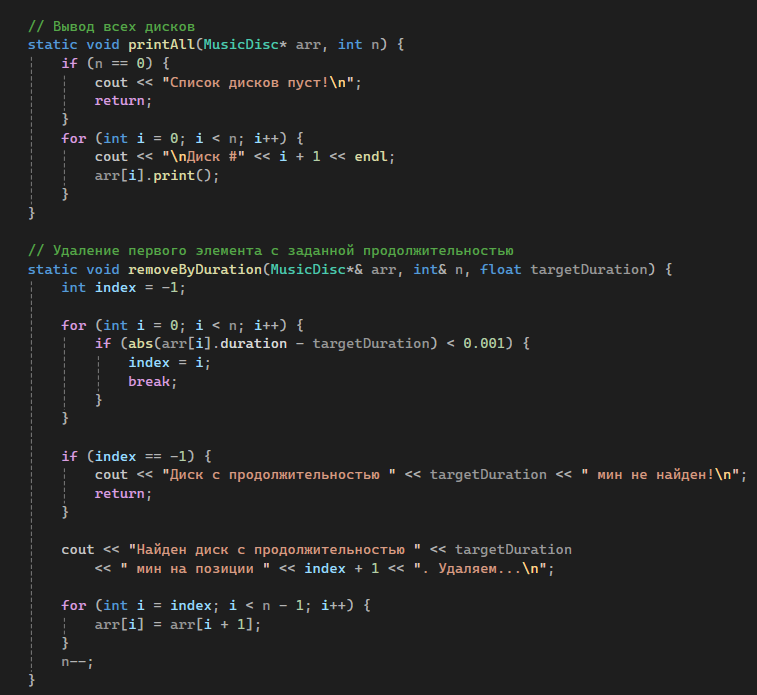 // Вывод всех дисков
static void printAll(MusicDisc* arr, int n) {
    if (n == 0) {
        cout << "Список дисков пуст!\n";
        return;
    }
    for (int i = 0; i < n; i++) {
        cout << "\nДиск #" << i + 1 << endl;
        arr[i].print();
    }
}

// Удаление первого элемента с заданной продолжительностью
static void removeByDuration(MusicDisc*& arr, int& n, float targetDuration) {
    int index = -1;

    for (int i = 0; i < n; i++) {
        if (abs(arr[i].duration - targetDuration) < 0.001) {
            index = i;
            break;
        }
    }

    if (index == -1) {
        cout << "Диск с продолжительностью " << targetDuration << " мин не найден!\n";
        return;
    }

    cout << "Найден диск с продолжительностью " << targetDuration
        << " мин на позиции " << index + 1 << ". Удаляем...\n";

    for (int i = index; i < n - 1; i++) {
        arr[i] = arr[i + 1];
    }
    n--;
}